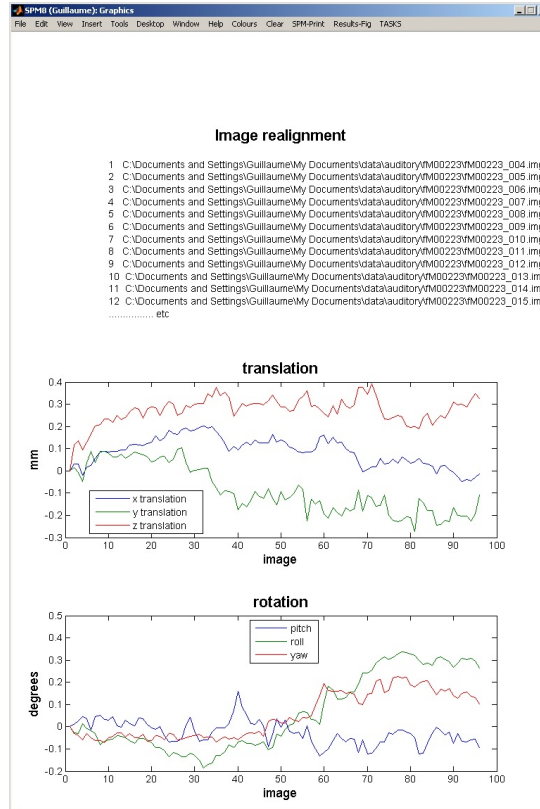 SPM8 (Guillaume): Graphics
File Edit View Insert Tools Desktop Window Help Colours Clear SPM-Print Results-Fig TASKS
Image realignment
1 C:\Documents and Settings\Guillaume\My Documents\data\auditory\fM00223\fM00223_004.img
2 C:\Documents and Settings\Guillaume\My Documents\data\auditory\fM00223\fM00223_005.img
3 C:\Documents and Settings\Guillaume\My Documents\data\auditory\fM00223\fM00223_006.img
4 C:\Documents and Settings\Guillaume\My Documents\data\auditory\fM00223\fM00223_007.img
5 C:\Documents and Settings\Guillaume\My Documents\data\auditory\fM00223\fM00223_008.img
6 C:\Documents and Settings\Guillaume\My Documents\data\auditory\fM00223\fM00223_009.img
7 C:\Documents and Settings\Guillaume\My Documents\data\auditory\fM00223\fM00223_010.img
8 C:\Documents and Settings\Guillaume\My Documents\data\auditory\fM00223\fM00223_011.img
9 C:\Documents and Settings\Guillaume\My Documents\data\auditory\fM00223\fM00223_012.img
10 C:\Documents and Settings\Guillaume\My Documents\data\auditory\fM00223\fM00223_013.im
11 C:\Documents and Settings\Guillaume\My Documents\data\auditory\fM00223\fM00223_014.im
12 C:\Documents and Settings\Guillaume\My Documents\data\auditory\fM00223\fM00223_015.im
................ etc
translation
0.4
0.3
0.2
0.1
0
-0.1
-0.2
-0.3
mm
x translation
y translation
z translation
0 10 20 30 40 50 60 70 80 90 100
image
rotation
0.5
0.4
0.3
0.2
0.1
0
-0.1
-0.2
degrees
pitch
roll
yaw
0 10 20 30 40 50 60 70 80 90 100
image